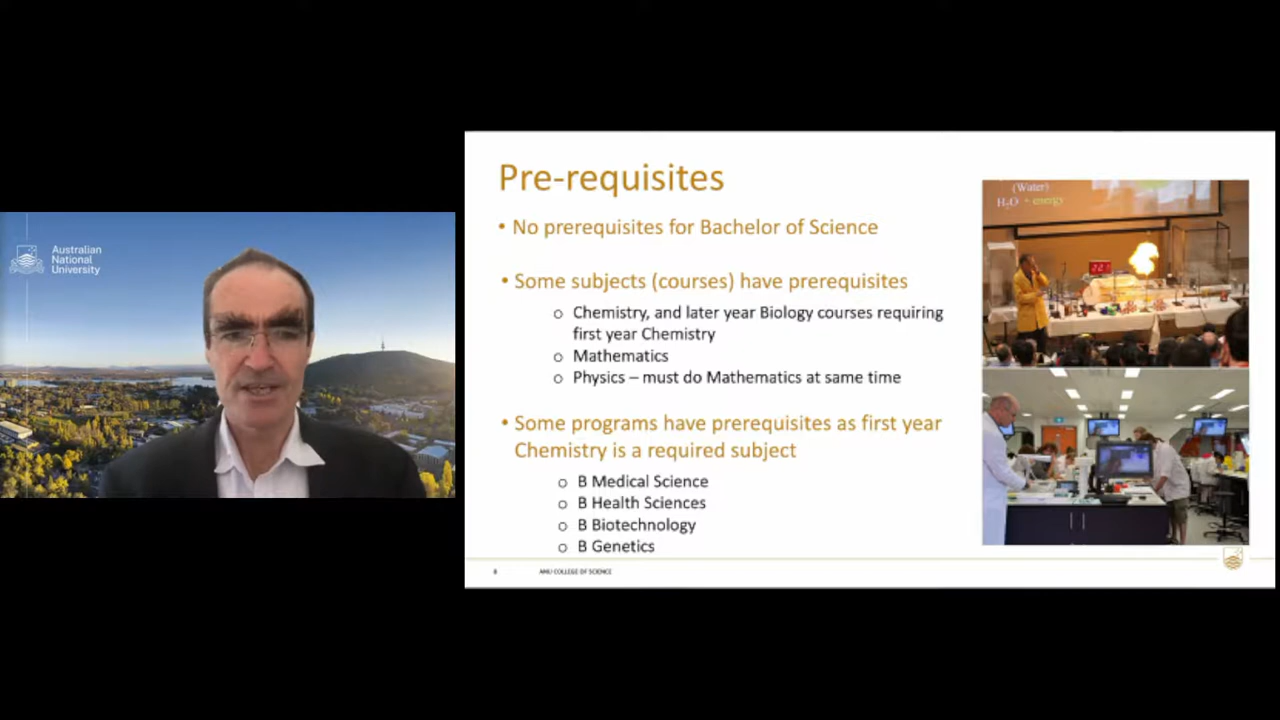 Australian
National
University
Pre-requisites
• No prerequisites for Bachelor of Science
• Some subjects (courses) have prerequisites
o Chemistry, and later year Biology courses requiring
first year Chemistry
o Mathematics
o Physics – must do Mathematics at same time
• Some programs have prerequisites as first year
Chemistry is a required subject
o B Medical Science
o B Health Sciences
o B Biotechnology
o B Genetics
8 ANU COLLEGE OF SCIENCE
(Water)
H₂O + energy